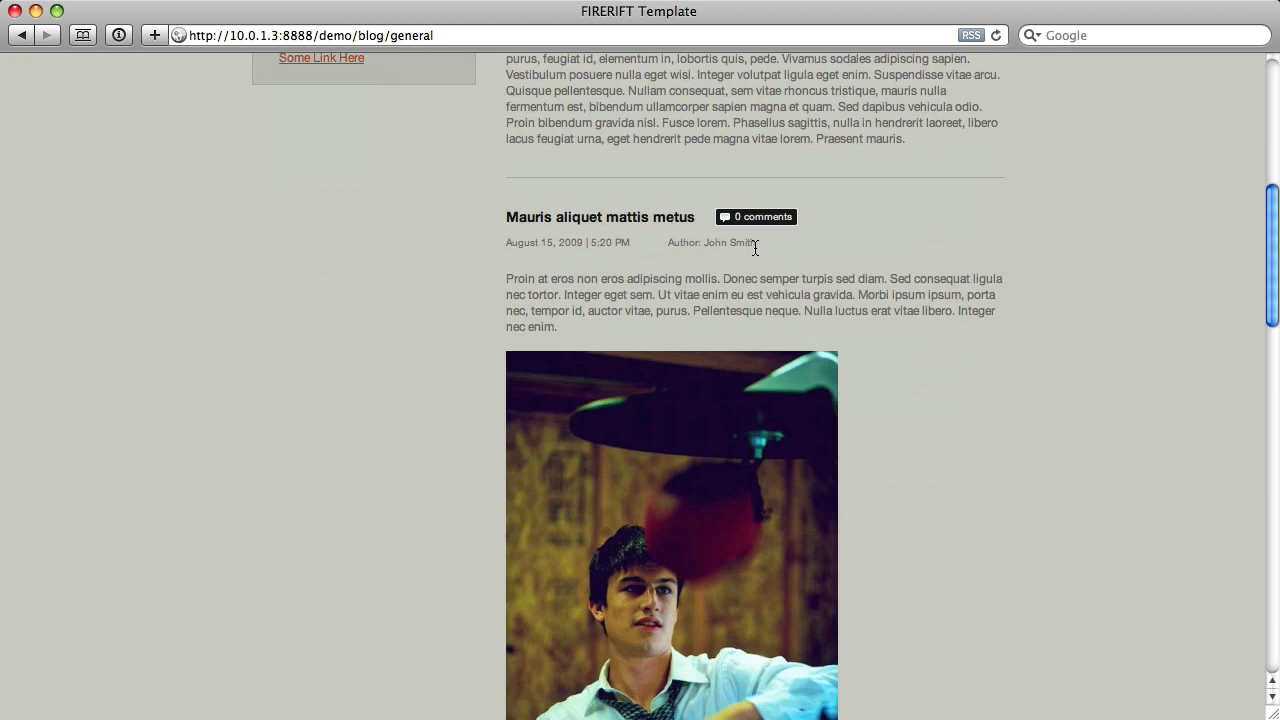 FIRERIFT Template
http://10.0.1.3:8888/demo/blog/general
RSS
Google
Some Link Here
purus, feugiat id, elementum in, lobortis quis, pede. Vivamus sodales adipiscing sapien.
Vestibulum posuere nulla eget wisi. Integer volutpat ligula eget enim. Suspendisse vitae arcu.
Quisque pellentesque. Nullam consequat, sem vitae rhoncus tristique, mauris nulla
fermentum est, bibendum ullamcorper sapien magna et quam. Sed dapibus vehicula odio.
Proin bibendum gravida nisl. Fusce lorem. Phasellus sagittis, nulla in hendrerit laoreet, libero
lacus feugiat urna, eget hendrerit pede magna vitae lorem. Praesent mauris.
Mauris aliquet mattis metus
0 comments
August 15, 2009 | 5:20 PM Author: John Smith
Proin at eros non eros adipiscing mollis. Donec semper turpis sed diam. Sed consequat ligula
nec tortor. Integer eget sem. Ut vitae enim eu est vehicula gravida. Morbi ipsum ipsum, porta
nec, tempor id, auctor vitae, purus. Pellentesque neque. Nulla luctus erat vitae libero. Integer
nec enim.